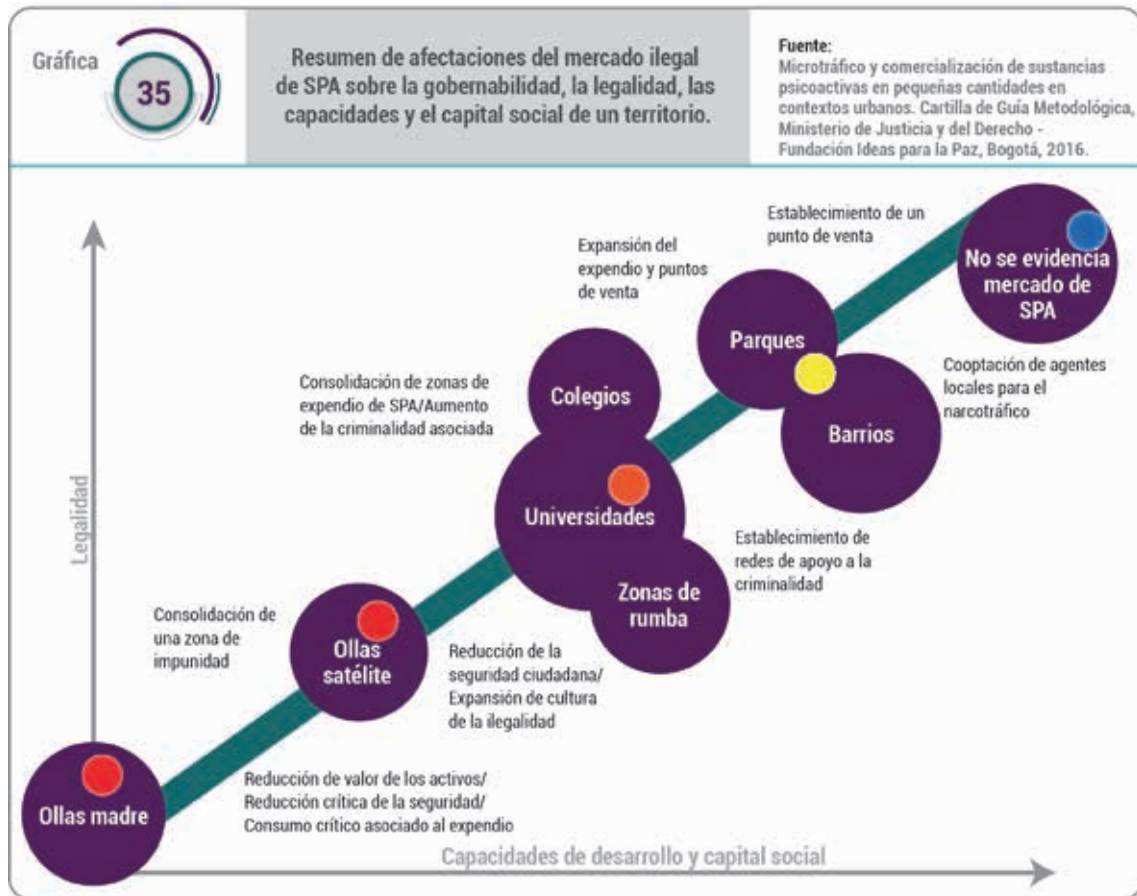 Gráfica
35
Resumen de afectaciones del mercado ilegal
de SPA sobre la gobernabilidad, la legalidad, las
capacidades y el capital social de un territorio.
Fuente:
Microtráfico y comercialización de sustancias
psicoactivas en pequeñas cantidades en
contextos urbanos. Cartilla de Guía Metodológica,
Ministerio de Justicia y del Derecho -
Fundación Ideas para la Paz, Bogotá, 2016.
Establecimiento de un
punto de venta
Expansión del
expendio y puntos
de venta
No se evidencia
mercado de
SPA
Parques
Cooptación de agentes
locales para el
narcotráfico
Consolidación de zonas de
expendio de SPA/Aumento
de la criminalidad asociada
Colegios
Barrios
Universidades
Establecimiento de
redes de apoyo a la
criminalidad
Legalidad
Zonas de
rumba
Consolidación de
una zona de
impunidad
Ollas
satélite
Reducción de la
seguridad ciudadana/
Expansión de cultura
de la ilegalidad
Ollas madre
Reducción de valor de los activos/
Reducción crítica de la seguridad/
Consumo crítico asociado al expendio
Capacidades de desarrollo y capital social